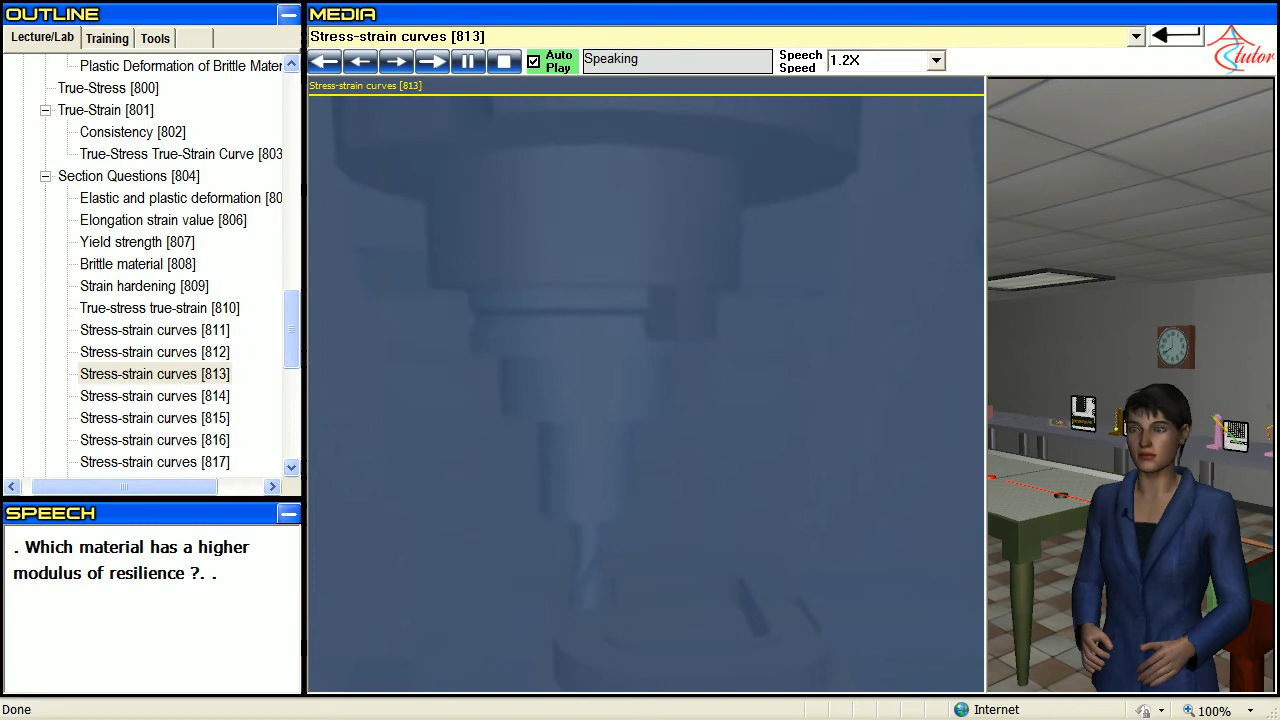 OUTLINE
Lecture/Lab
Training
Tools
Plastic Deformation of Brittle Mater
True-Stress [800]
True-Strain [801]
Consistency [802]
True-Stress True-Strain Curve [803
Section Questions [804]
Elastic and plastic deformation [80
Elongation strain value [806]
Yield strength [807]
Brittle material [808]
Strain hardening [809]
True-stress true-strain [810]
Stress-strain curves [811]
Stress-strain curves [812]
Stress-strain curves [813]
Stress-strain curves [814]
Stress-strain curves [815]
Stress-strain curves [816]
Stress-strain curves [817]
SPEECH
. Which material has a higher
modulus of resilience ?. .
MEDIA
Stress-strain curves [813]
Auto
Play
Speaking
Speech
Speed
1.2X
tutor
Stress-strain curves [813]
Done
Internet
100%